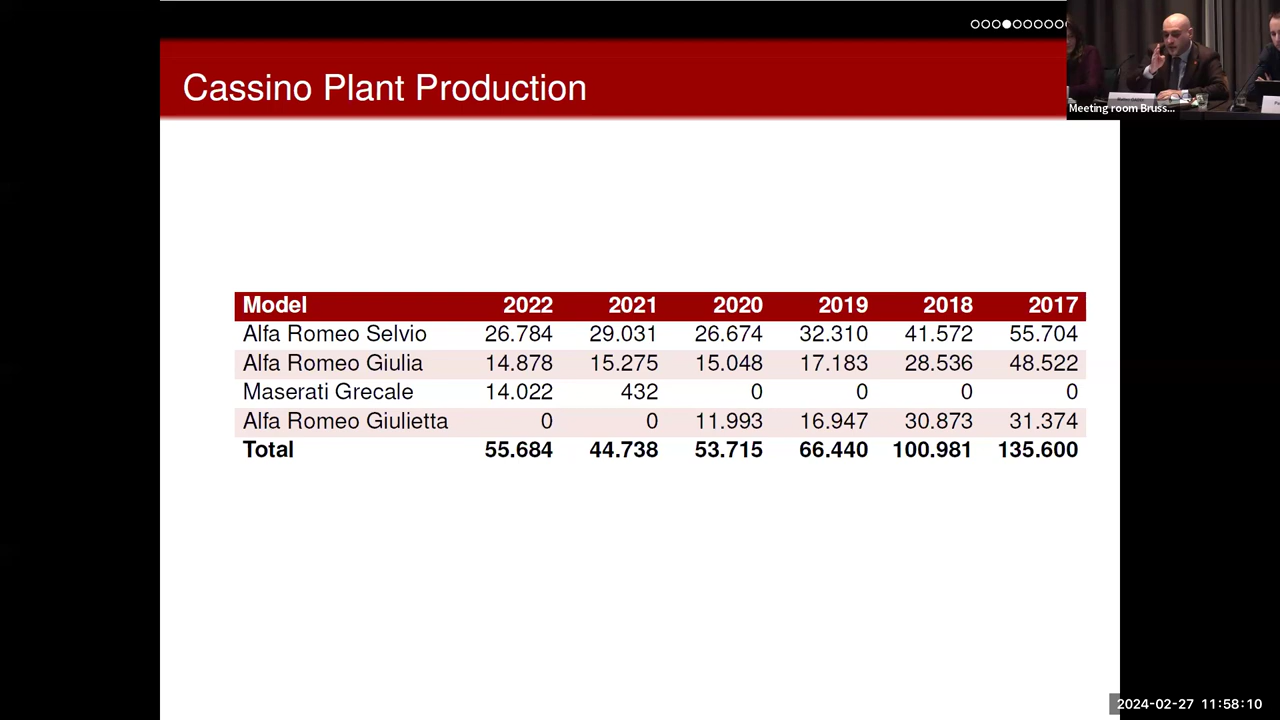 Cassino Plant Production
Meeting room Bruss...
Model 2022 2021 2020 2019 2018 2017
Alfa Romeo Selvio 26.784 29.031 26.674 32.310 41.572 55.704
Alfa Romeo Giulia 14.878 15.275 15.048 17.183 28.536 48.522
Maserati Grecale 14.022 432 0 0 0 0
Alfa Romeo Giulietta 0 0 11.993 16.947 30.873 31.374
Total 55.684 44.738 53.715 66.440 100.981 135.600
2024-02-27 11:58:10